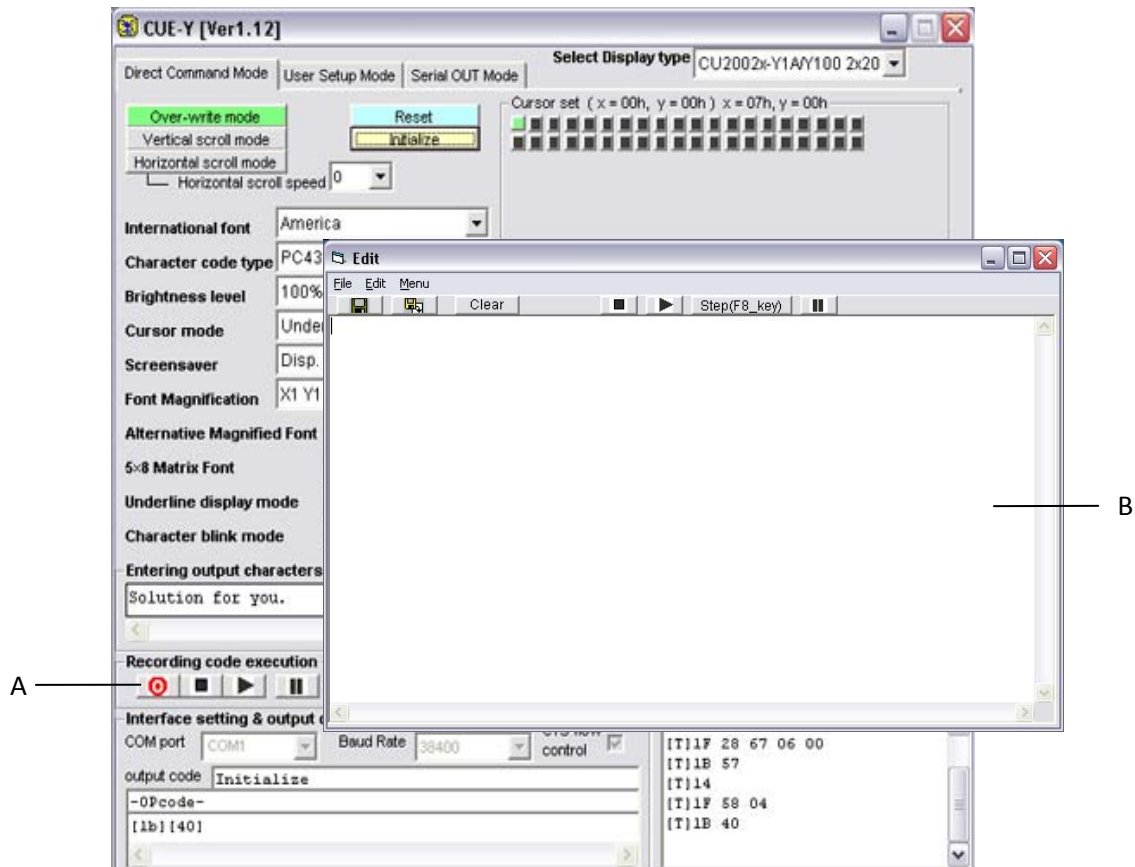 CUE-Y [Ver1.12]
Select Display type CU2002x-Y1A/Y100 2x20
Direct Command Mode User Setup Mode Serial OUT Mode
Over-write mode Reset
Cursor set ( x = 00h, y = 00h ) x = 07h, y = 00h
Vertical scroll mode Initialize
Horizontal scroll mode
Horizontal scroll speed 0
International font America
Character code type PC43
Brightness level 100%
Cursor mode
Screensaver Disp.
Font Magnification X1 Y1
Alternative Magnified Font
5×8 Matrix Font
Underline display mode
Character blink mode
Entering output characters
Solution for you.
Edit
File Edit Menu
Clear Step(F8_key)
B
Recording code execution
A
Interface setting & output
COM port COM1 Baud Rate 38400 control
output code Initialize
-OPcode-
[1b][40]
[T]1F 28 67 06 00
[T]1B 57
[T]14
[T]1F 58 04
[T]1B 40